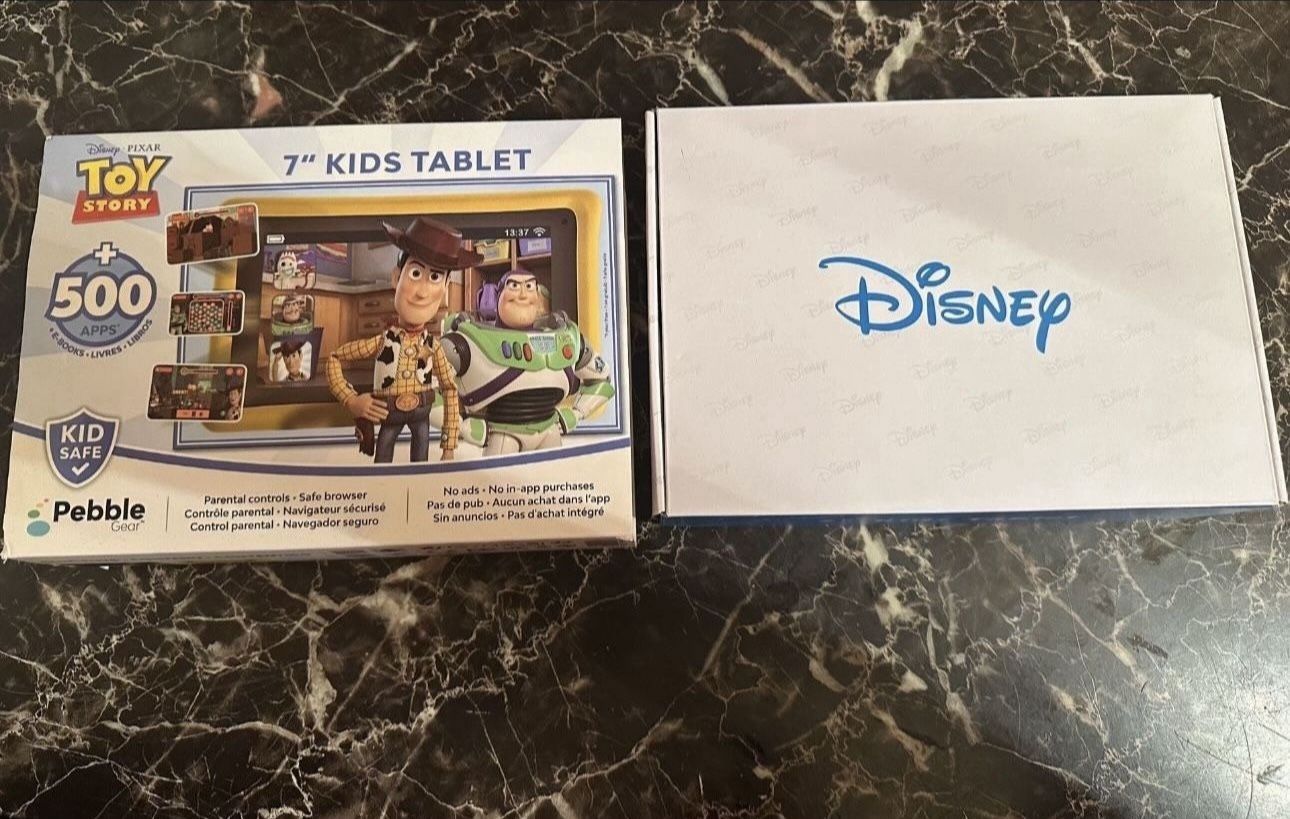 Disney PIXAR
TOY
STORY
7" KIDS TABLET
+
500
APPS*
• E-BOOKS • LIVRES • LIBROS
13:37
KID
SAFE
Pebble
Gear™
Parental controls • Safe browser
Contrôle parental • Navigateur sécurisé
Control parental • Navegador seguro
No ads • No in-app purchases
Pas de pub • Aucun achat dans l'app
Sin anuncios • Pas d'achat intégré
Disney